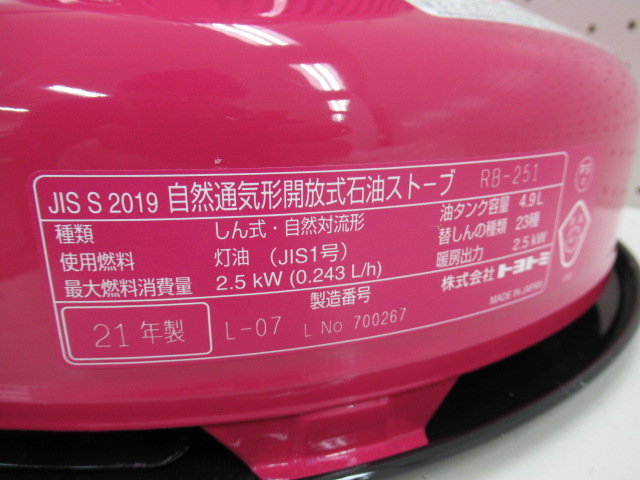 JIS S 2019 自然通気形開放式石油ストーブ RB-251
種類 しん式・自然対流形 油タンク容量 4.9L
使用燃料 灯油 (JIS1号) 替しんの種類 23種
最大燃料消費量 2.5 kW (0.243 L/h) 暖房出力 2.5 kW
21年製 製造番号 株式会社トヨトミ
L-07 L No 700267 MADE IN JAPAN